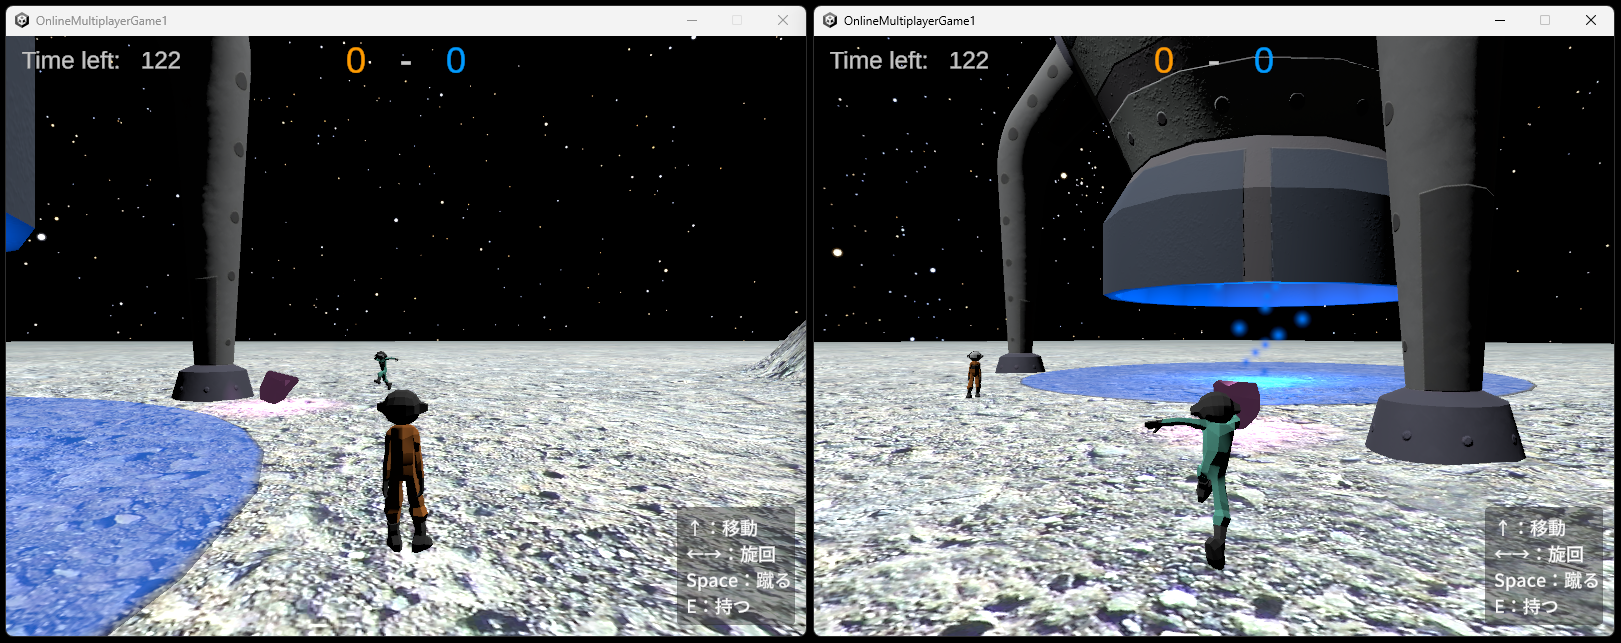 OnlineMultiplayerGame1
Time left: 122
0 - 0
↑：移動
←→：旋回
Space：蹴る
E：持つ
OnlineMultiplayerGame1
Time left: 122
0 - 0
↑：移動
←→：旋回
Space：蹴る
E：持つ